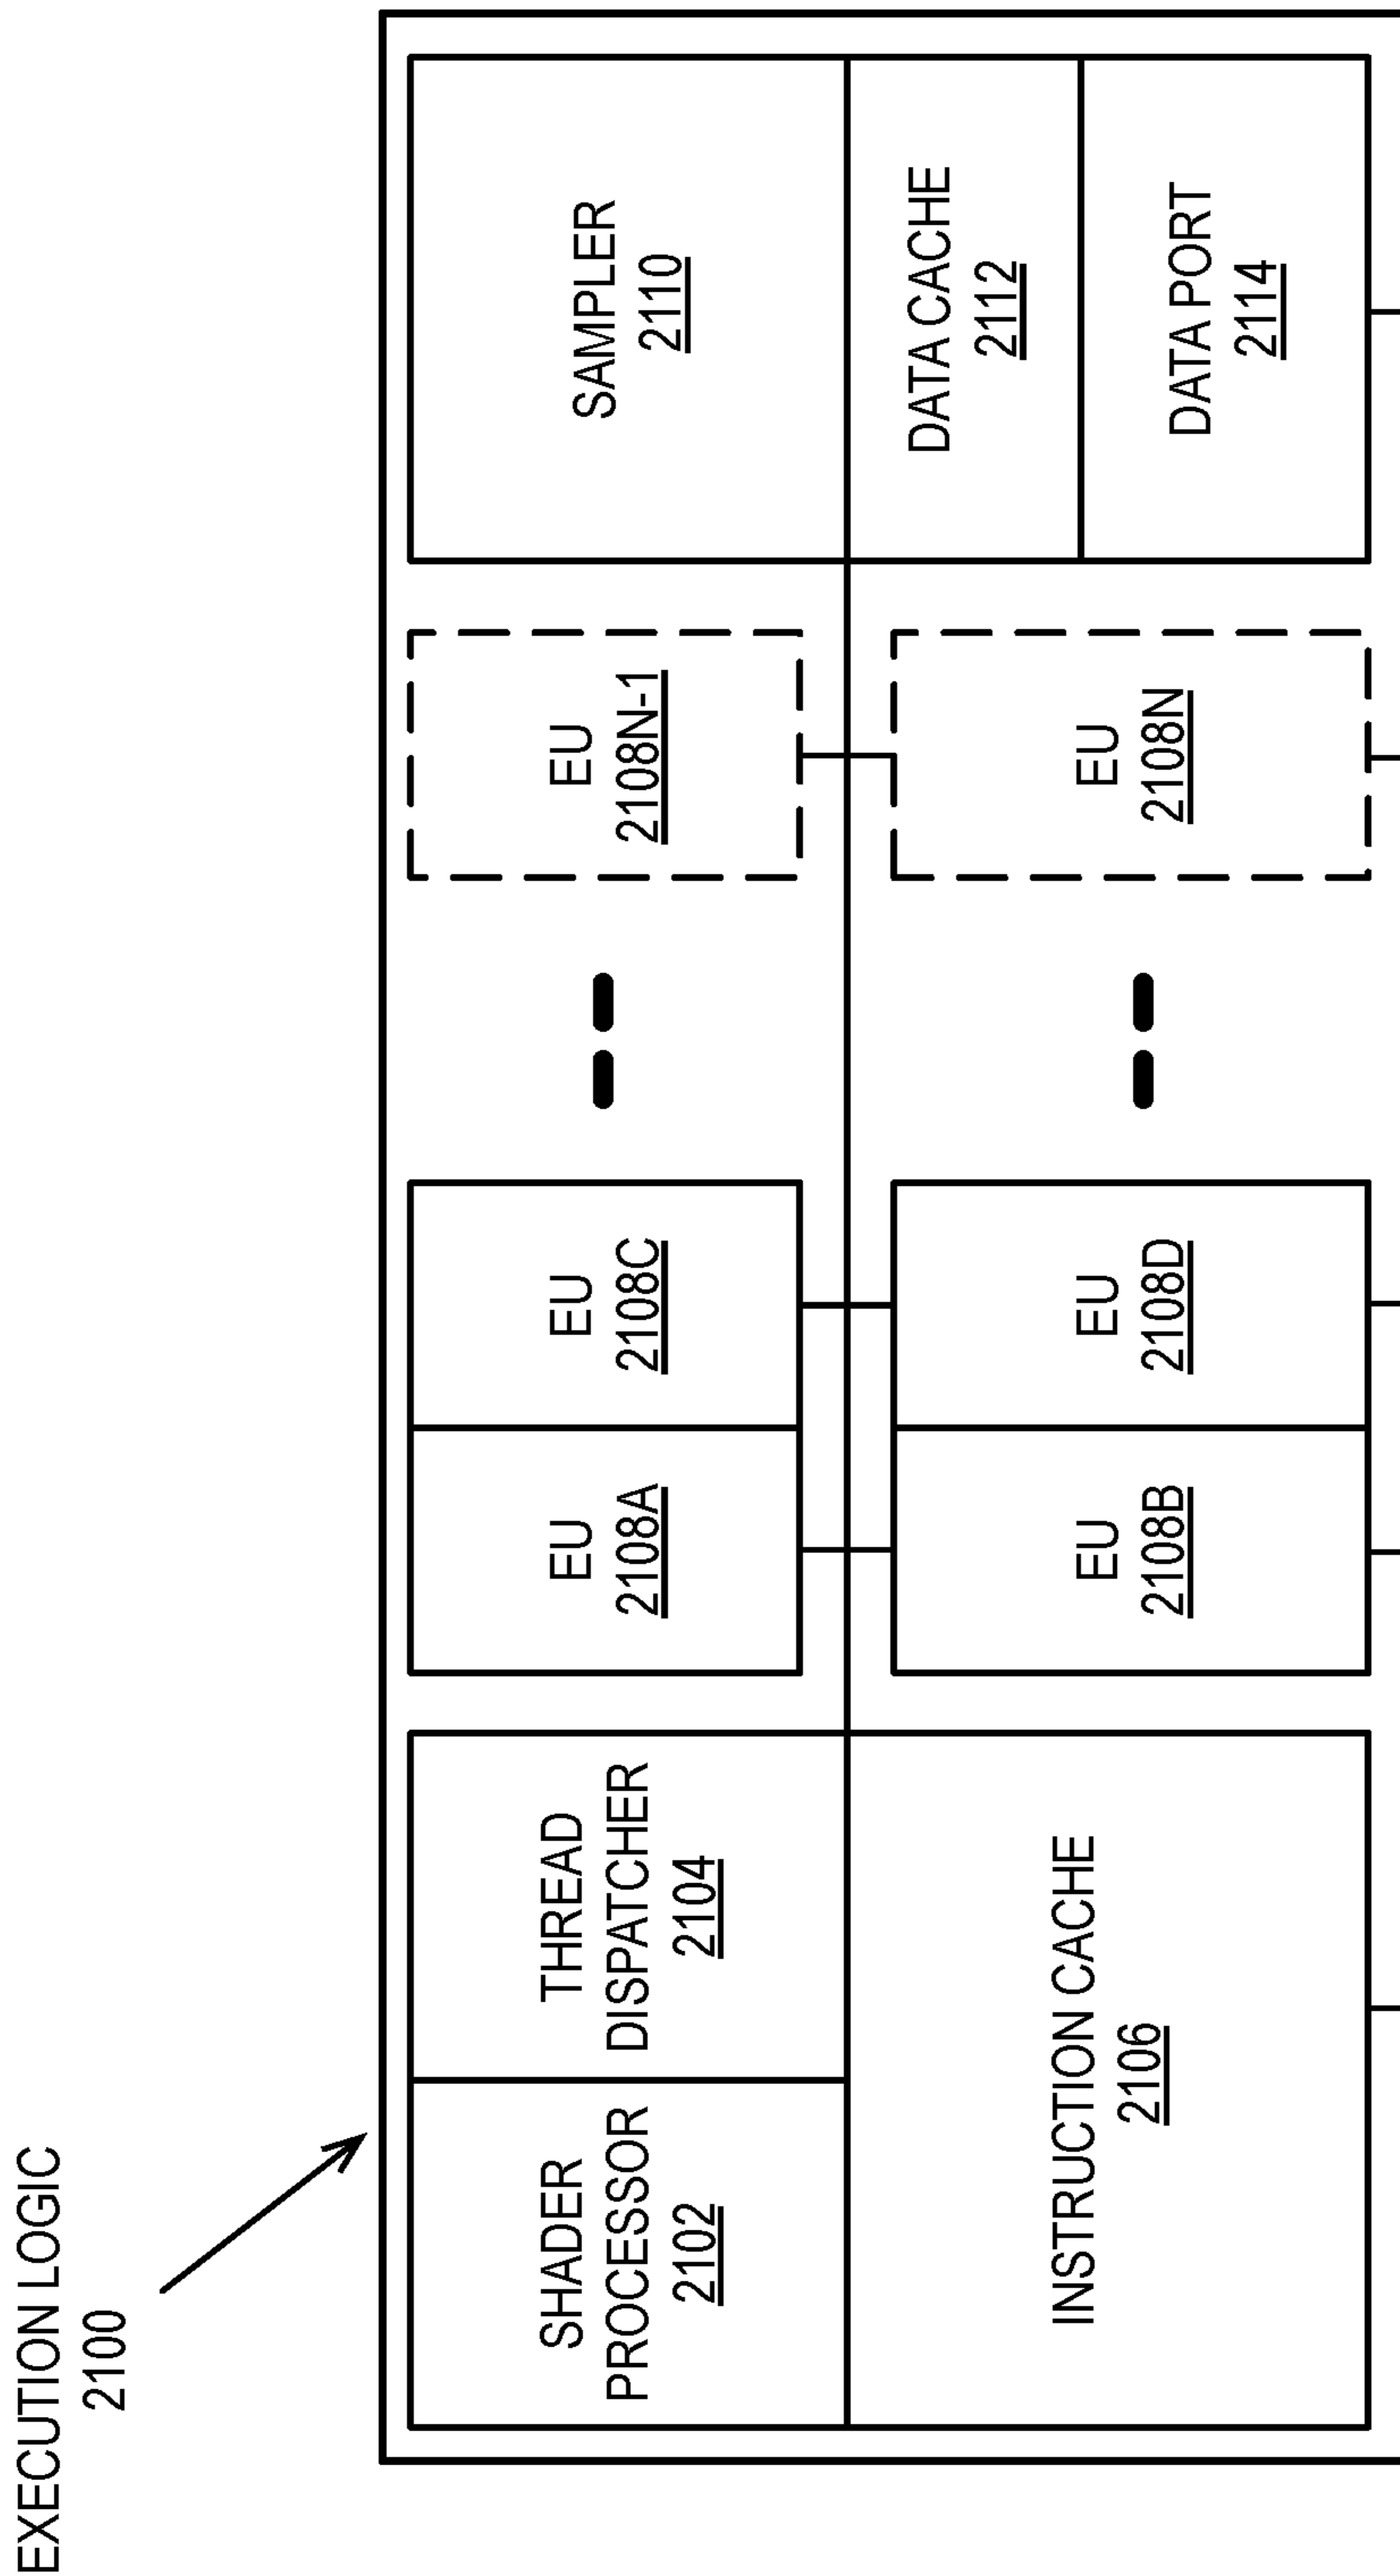 EXECUTION LOGIC
2100
SHADER
PROCESSOR
2102
THREAD
DISPATCHER
2104
EU
2108A
EU
2108C
EU
2108N-1
SAMPLER
2110
INSTRUCTION CACHE
2106
EU
2108B
EU
2108D
EU
2108N
DATA CACHE
2112
DATA PORT
2114